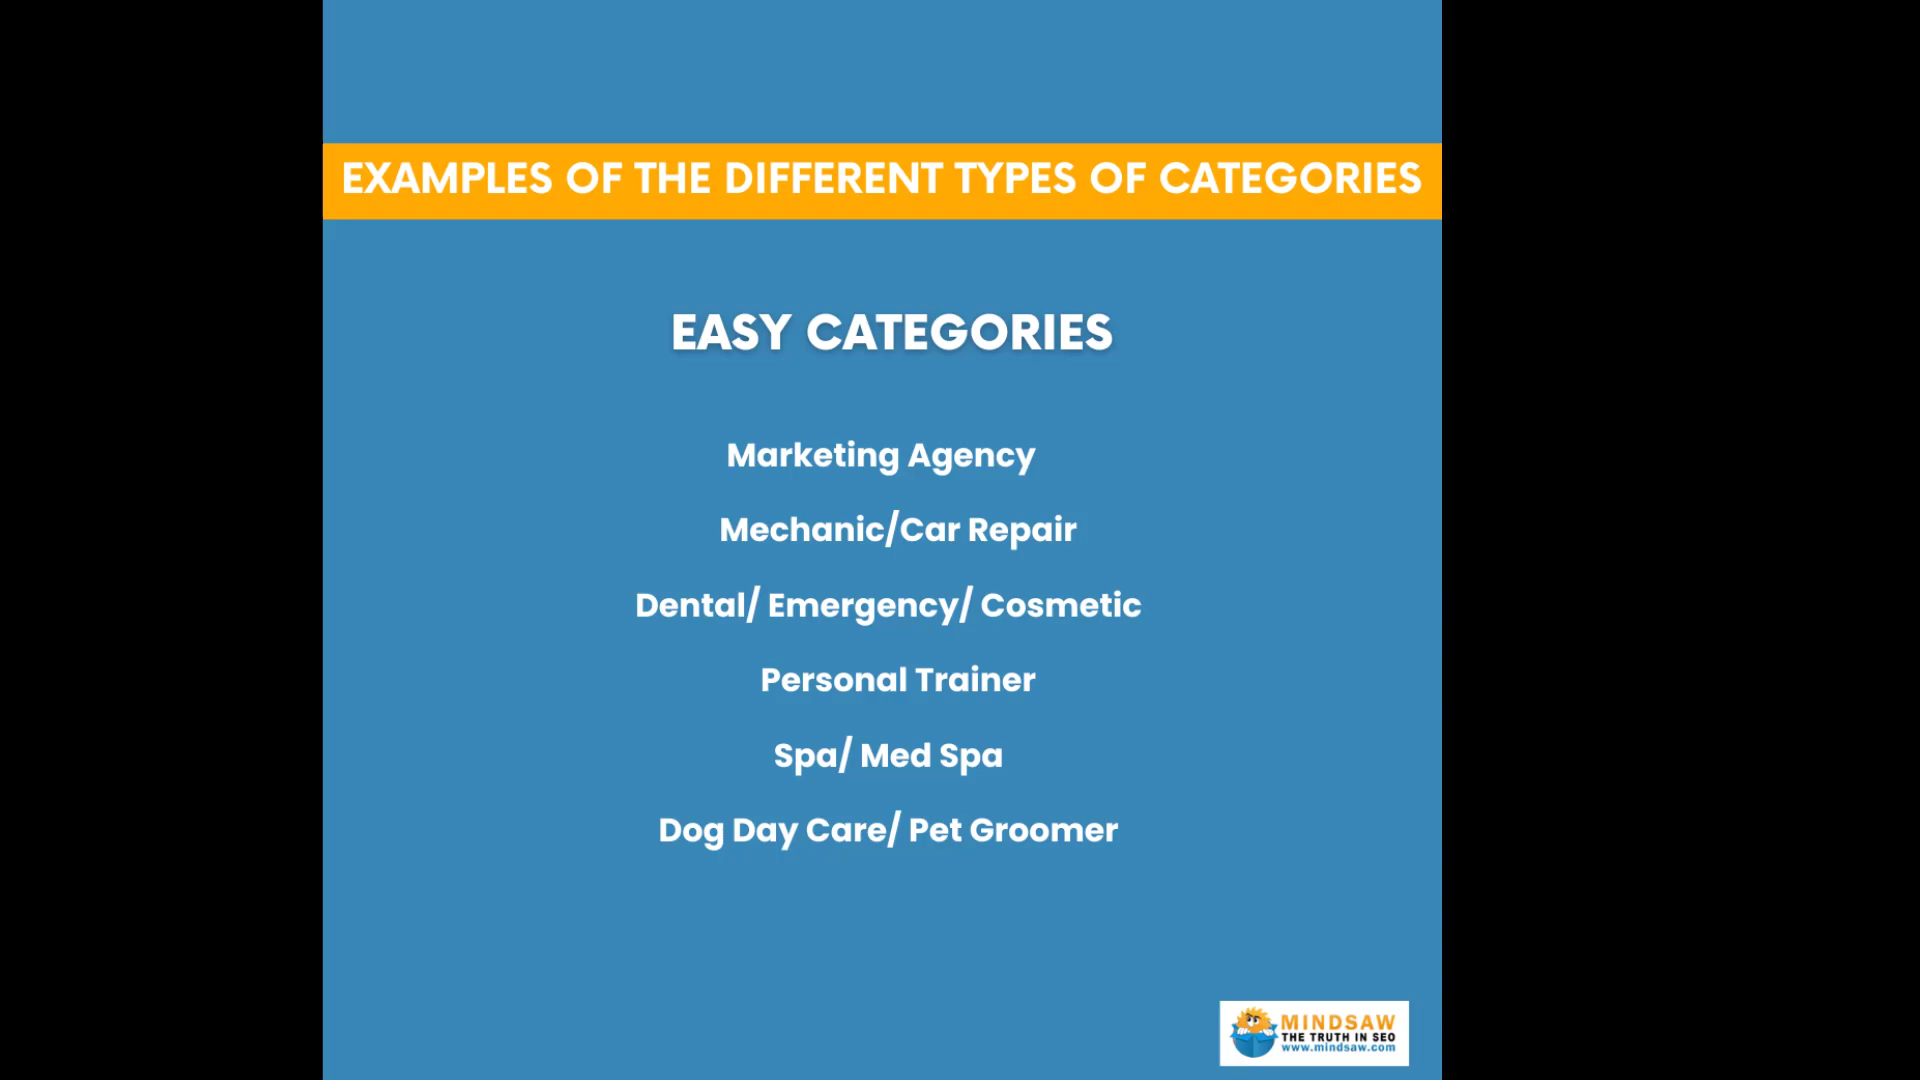 EXAMPLES OF THE DIFFERENT TYPES OF CATEGORIES
EASY CATEGORIES
Marketing Agency
Mechanic/Car Repair
Dental/ Emergency/ Cosmetic
Personal Trainer
Spa/ Med Spa
Dog Day Care/ Pet Groomer
MINDSAW
THE TRUTH IN SEO
www.mindsaw.com